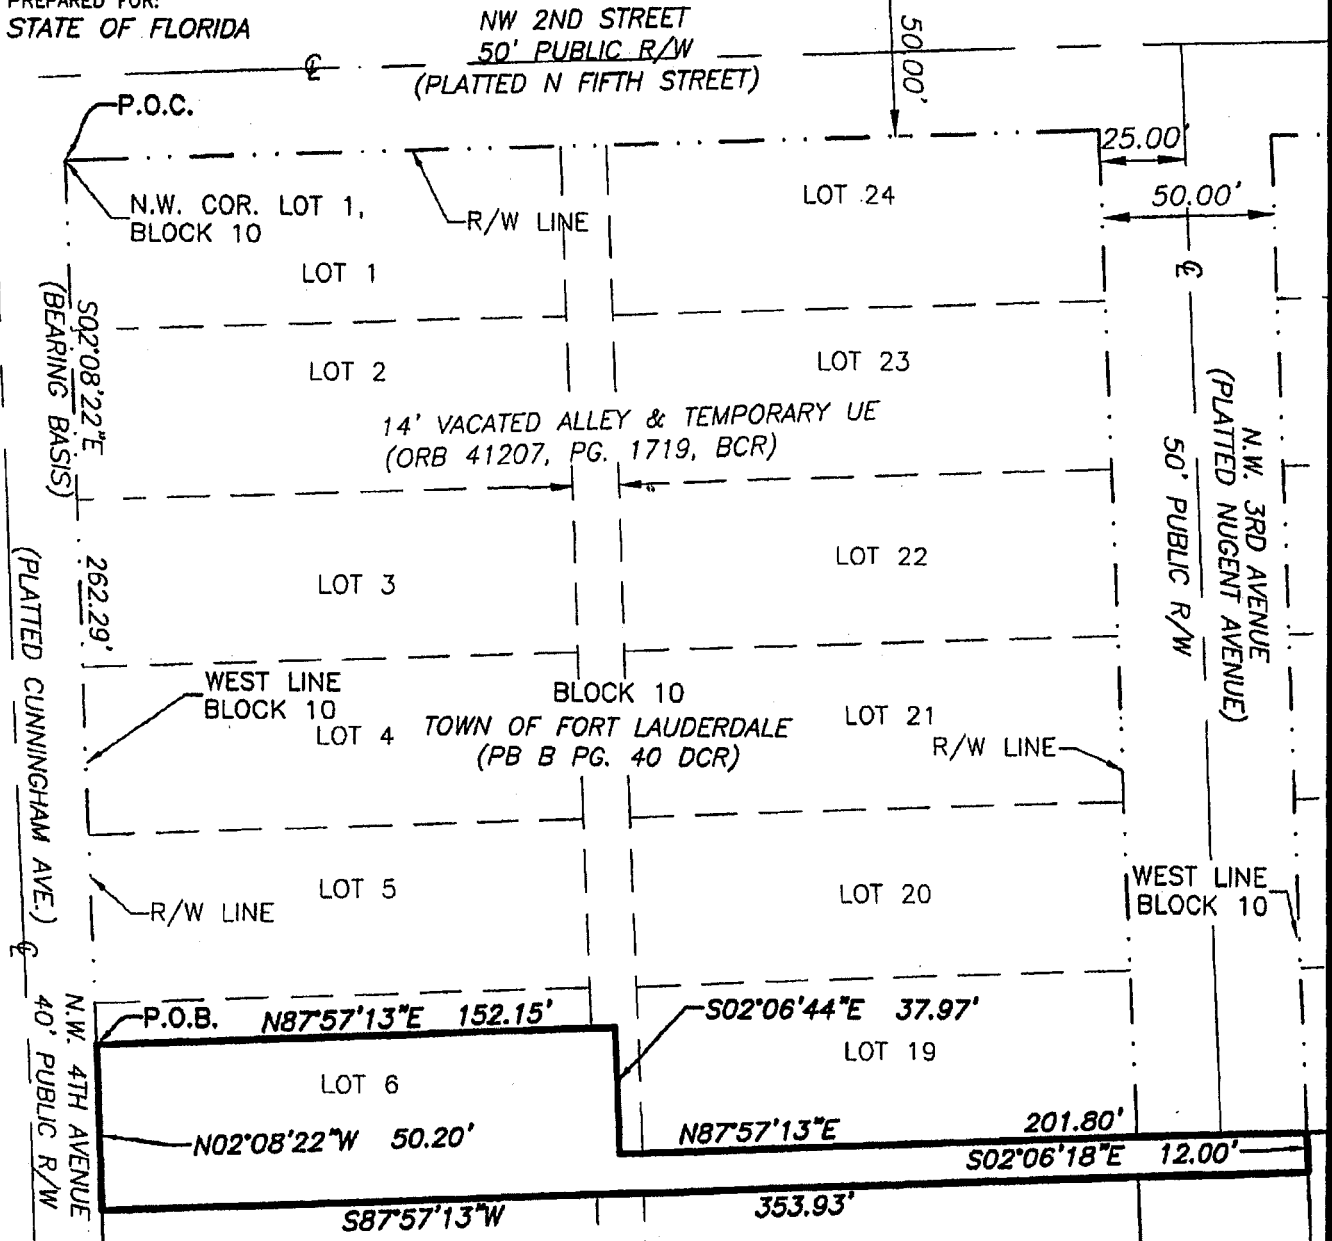 PREPARED FOR:
STATE OF FLORIDA
NW 2ND STREET
50' PUBLIC R/W
(PLATTED N FIFTH STREET)
50.00'
P.O.C.
25.00'
N.W. COR. LOT 1,
BLOCK 10
R/W LINE
LOT 24
50.00'
LOT 1
S02°08'22"E
(BEARING BASIS)
LOT 2
LOT 23
14' VACATED ALLEY & TEMPORARY UE
(ORB 41207, PG. 1719, BCR)
N.W. 3RD AVENUE
(PLATTED NUGENT AVENUE)
50' PUBLIC R/W
LOT 3
LOT 22
262.29'
WEST LINE
BLOCK 10
LOT 4
BLOCK 10
TOWN OF FORT LAUDERDALE
(PB B PG. 40 DCR)
LOT 21
R/W LINE
(PLATTED CUNNINGHAM AVE.)
LOT 5
R/W LINE
LOT 20
WEST LINE
BLOCK 10
N.W. 4TH AVENUE
40' PUBLIC R/W
P.O.B.
N87°57'13"E 152.15'
S02°06'44"E 37.97'
LOT 6
LOT 19
N02°08'22"W 50.20'
N87°57'13"E 201.80'
S02°06'18"E 12.00'
S87°57'13"W 353.93'